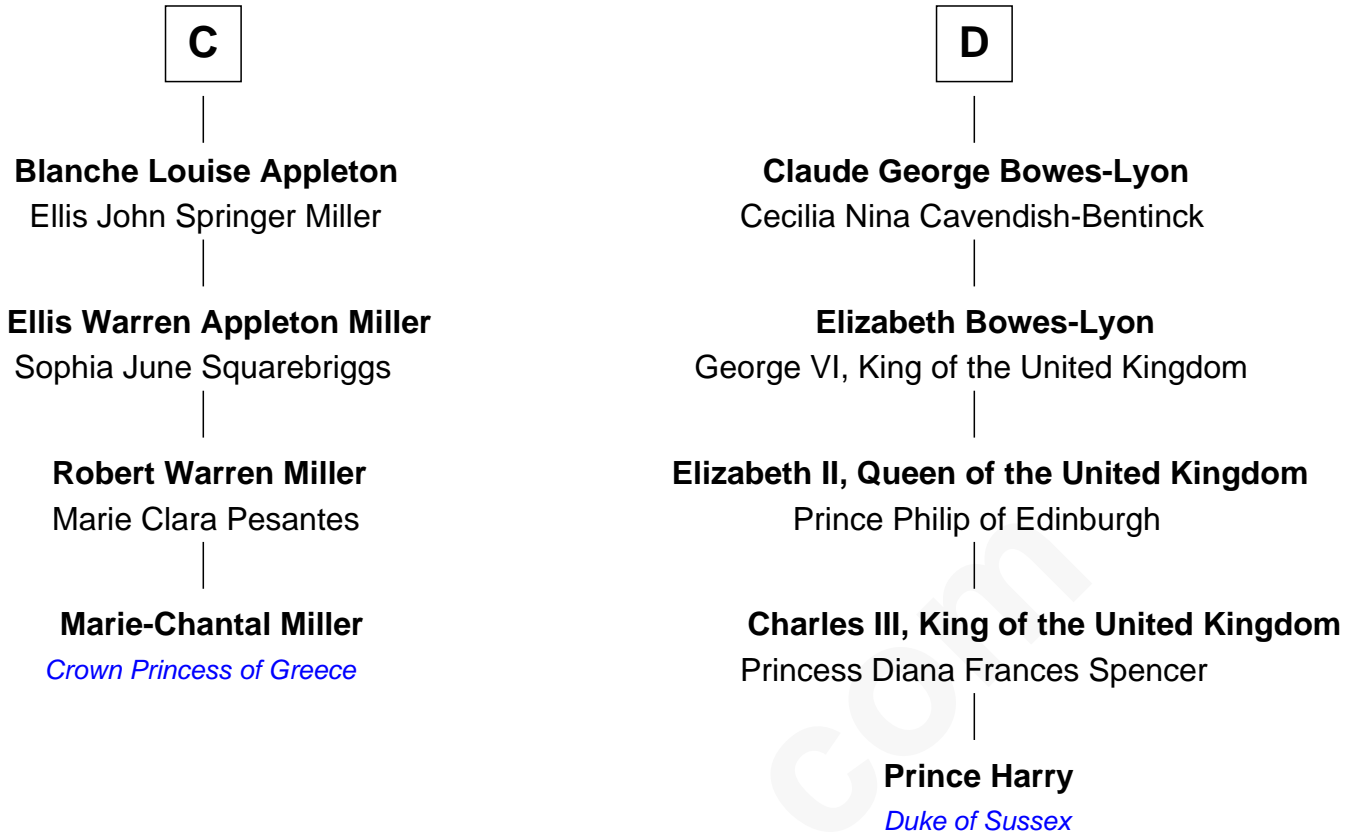 C
Blanche Louise Appleton
Ellis John Springer Miller
Ellis Warren Appleton Miller
Sophia June Squarebriggs
Robert Warren Miller
Marie Clara Pesantes
Marie-Chantal Miller
Crown Princess of Greece
D
Claude George Bowes-Lyon
Cecilia Nina Cavendish-Bentinck
Elizabeth Bowes-Lyon
George VI, King of the United Kingdom
Elizabeth II, Queen of the United Kingdom
Prince Philip of Edinburgh
Charles III, King of the United Kingdom
Princess Diana Frances Spencer
Prince Harry
Duke of Sussex
com